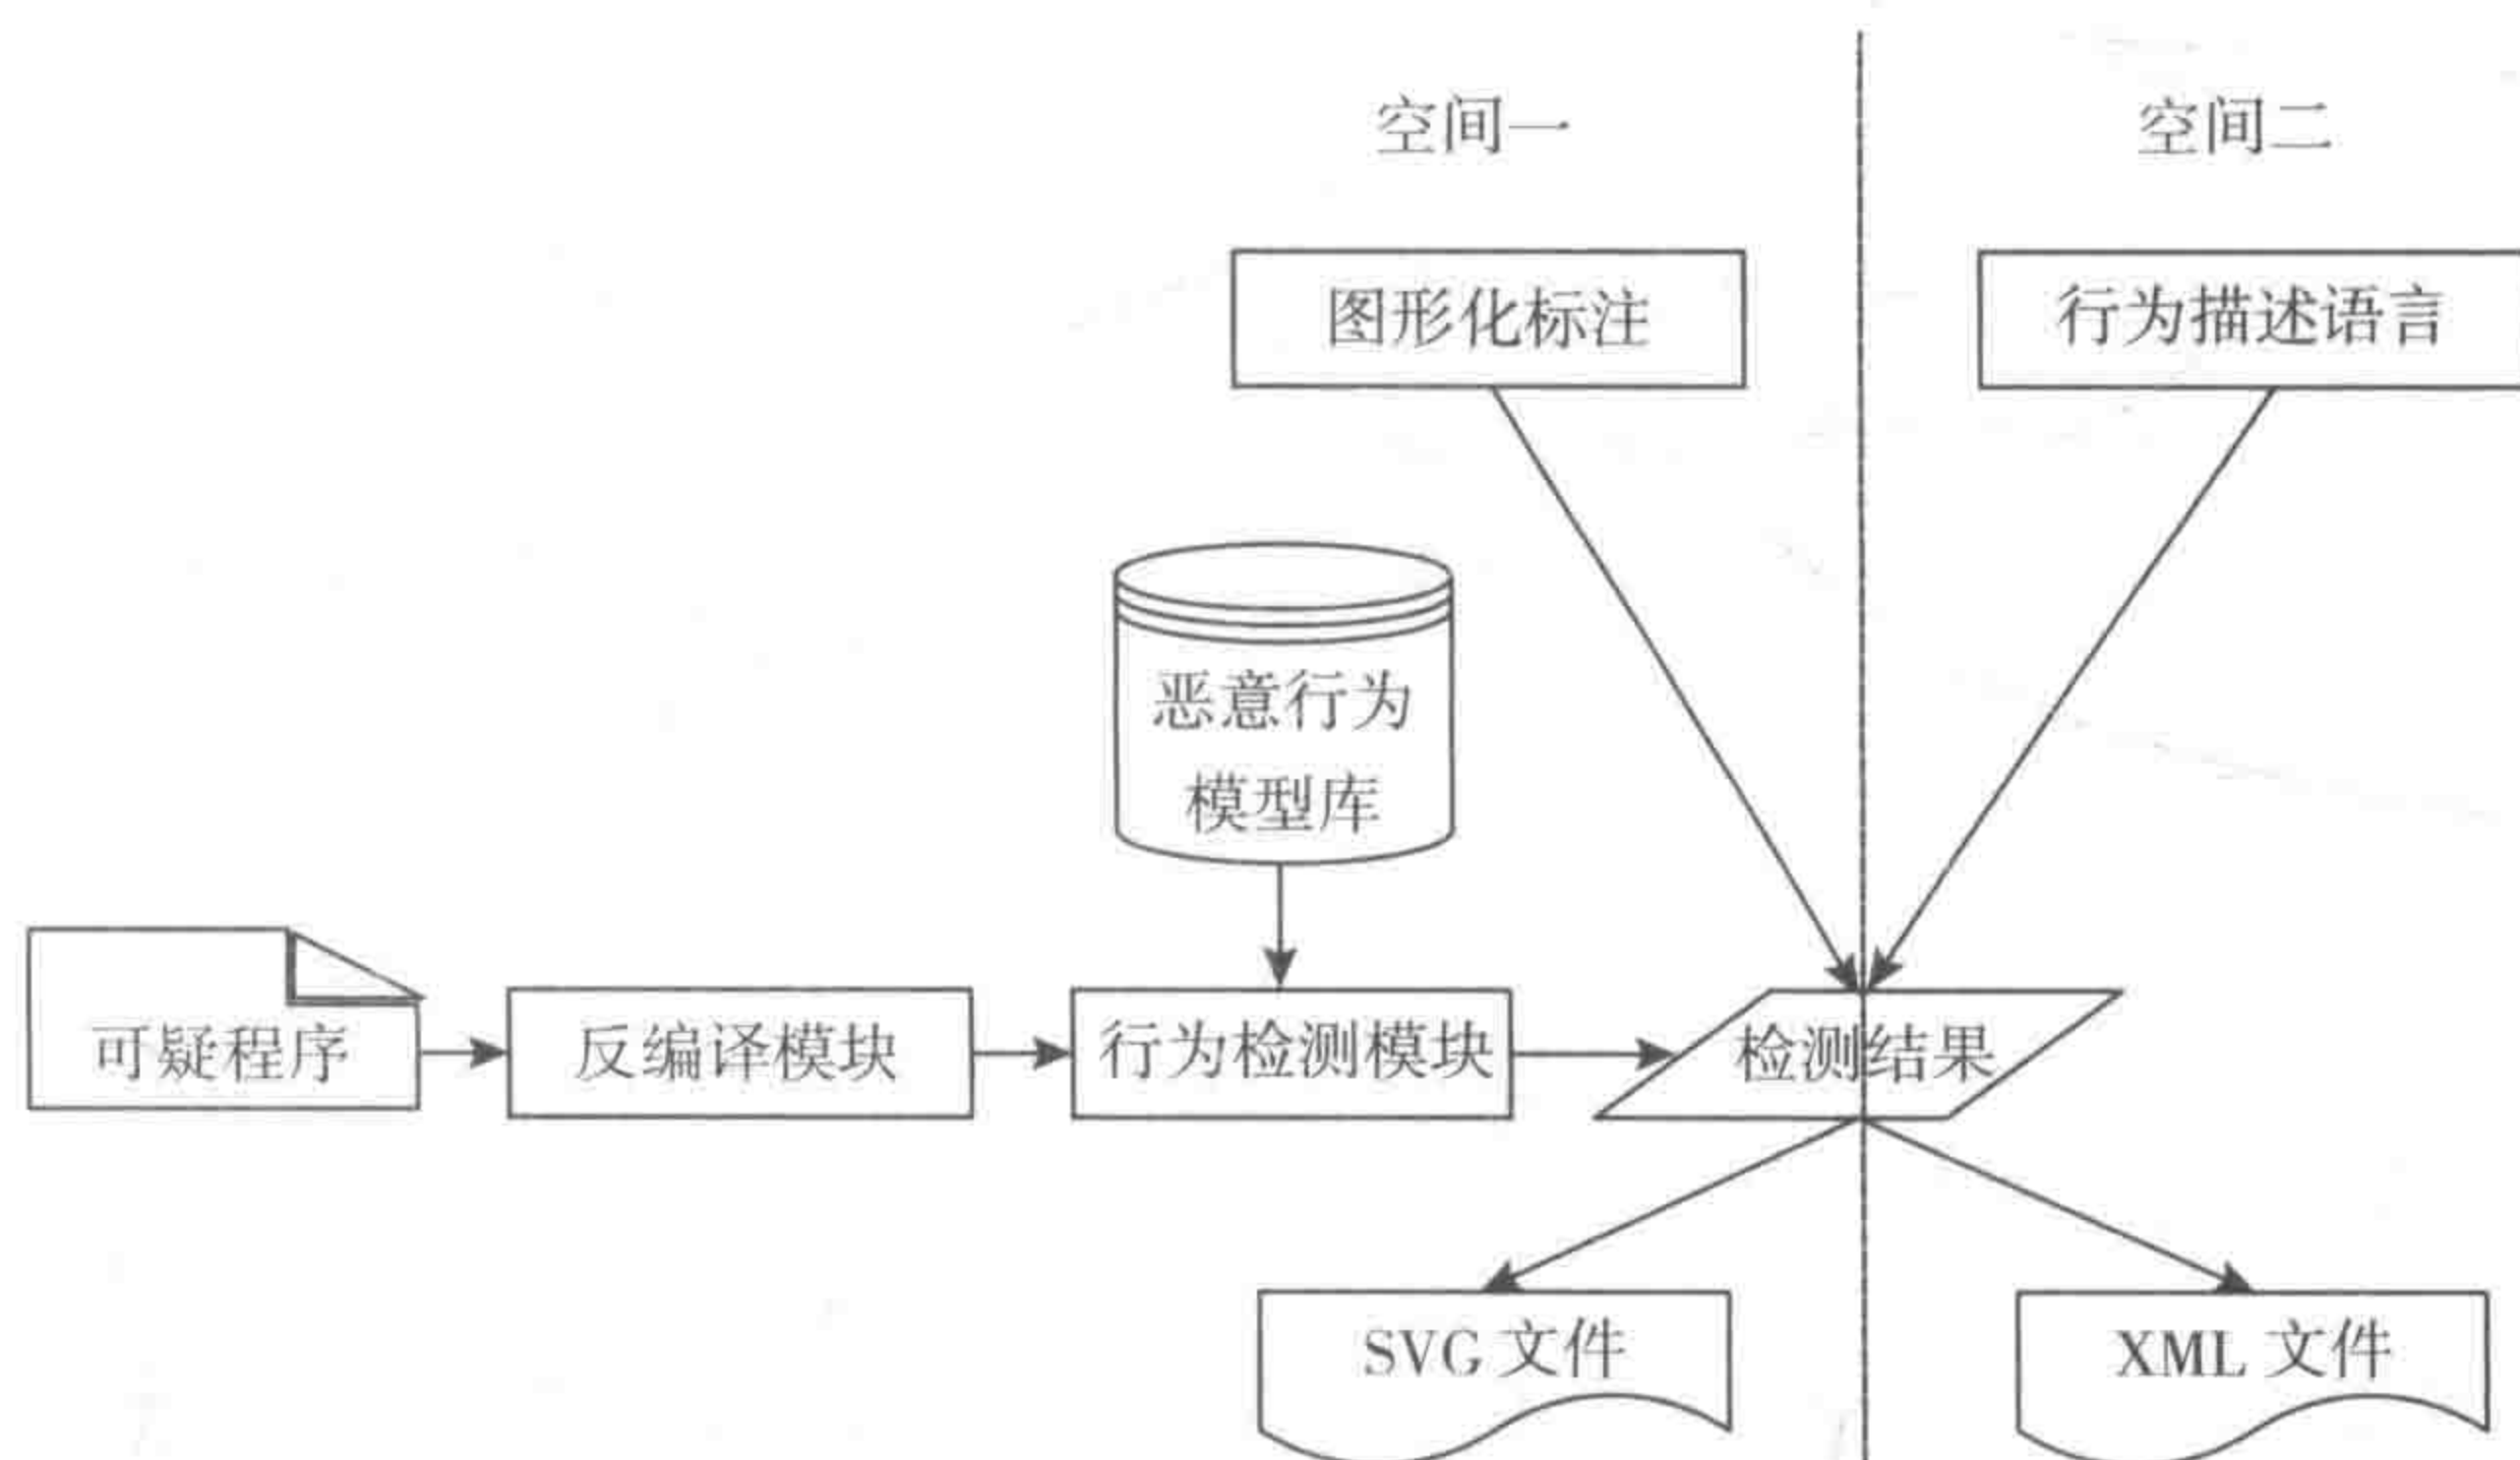 空间一
空间二
图形化标注
行为描述语言
恶意行为
模型库
可疑程序
反编译模块
行为检测模块
检测结果
SVG 文件
XML 文件